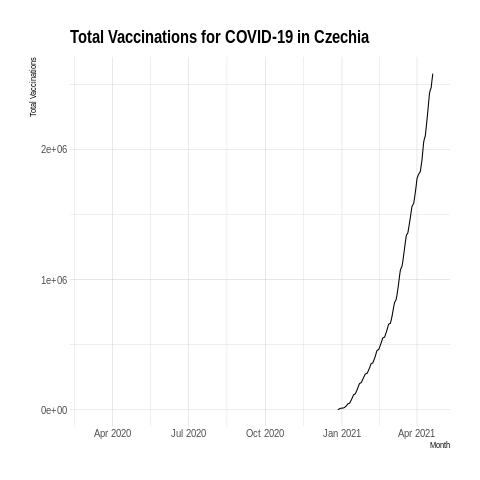 Total Vaccinations for COVID-19 in Czechia
Total Vaccinations
2e+06
1e+06
0e+00
Apr 2020 Jul 2020 Oct 2020 Jan 2021 Apr 2021
Month